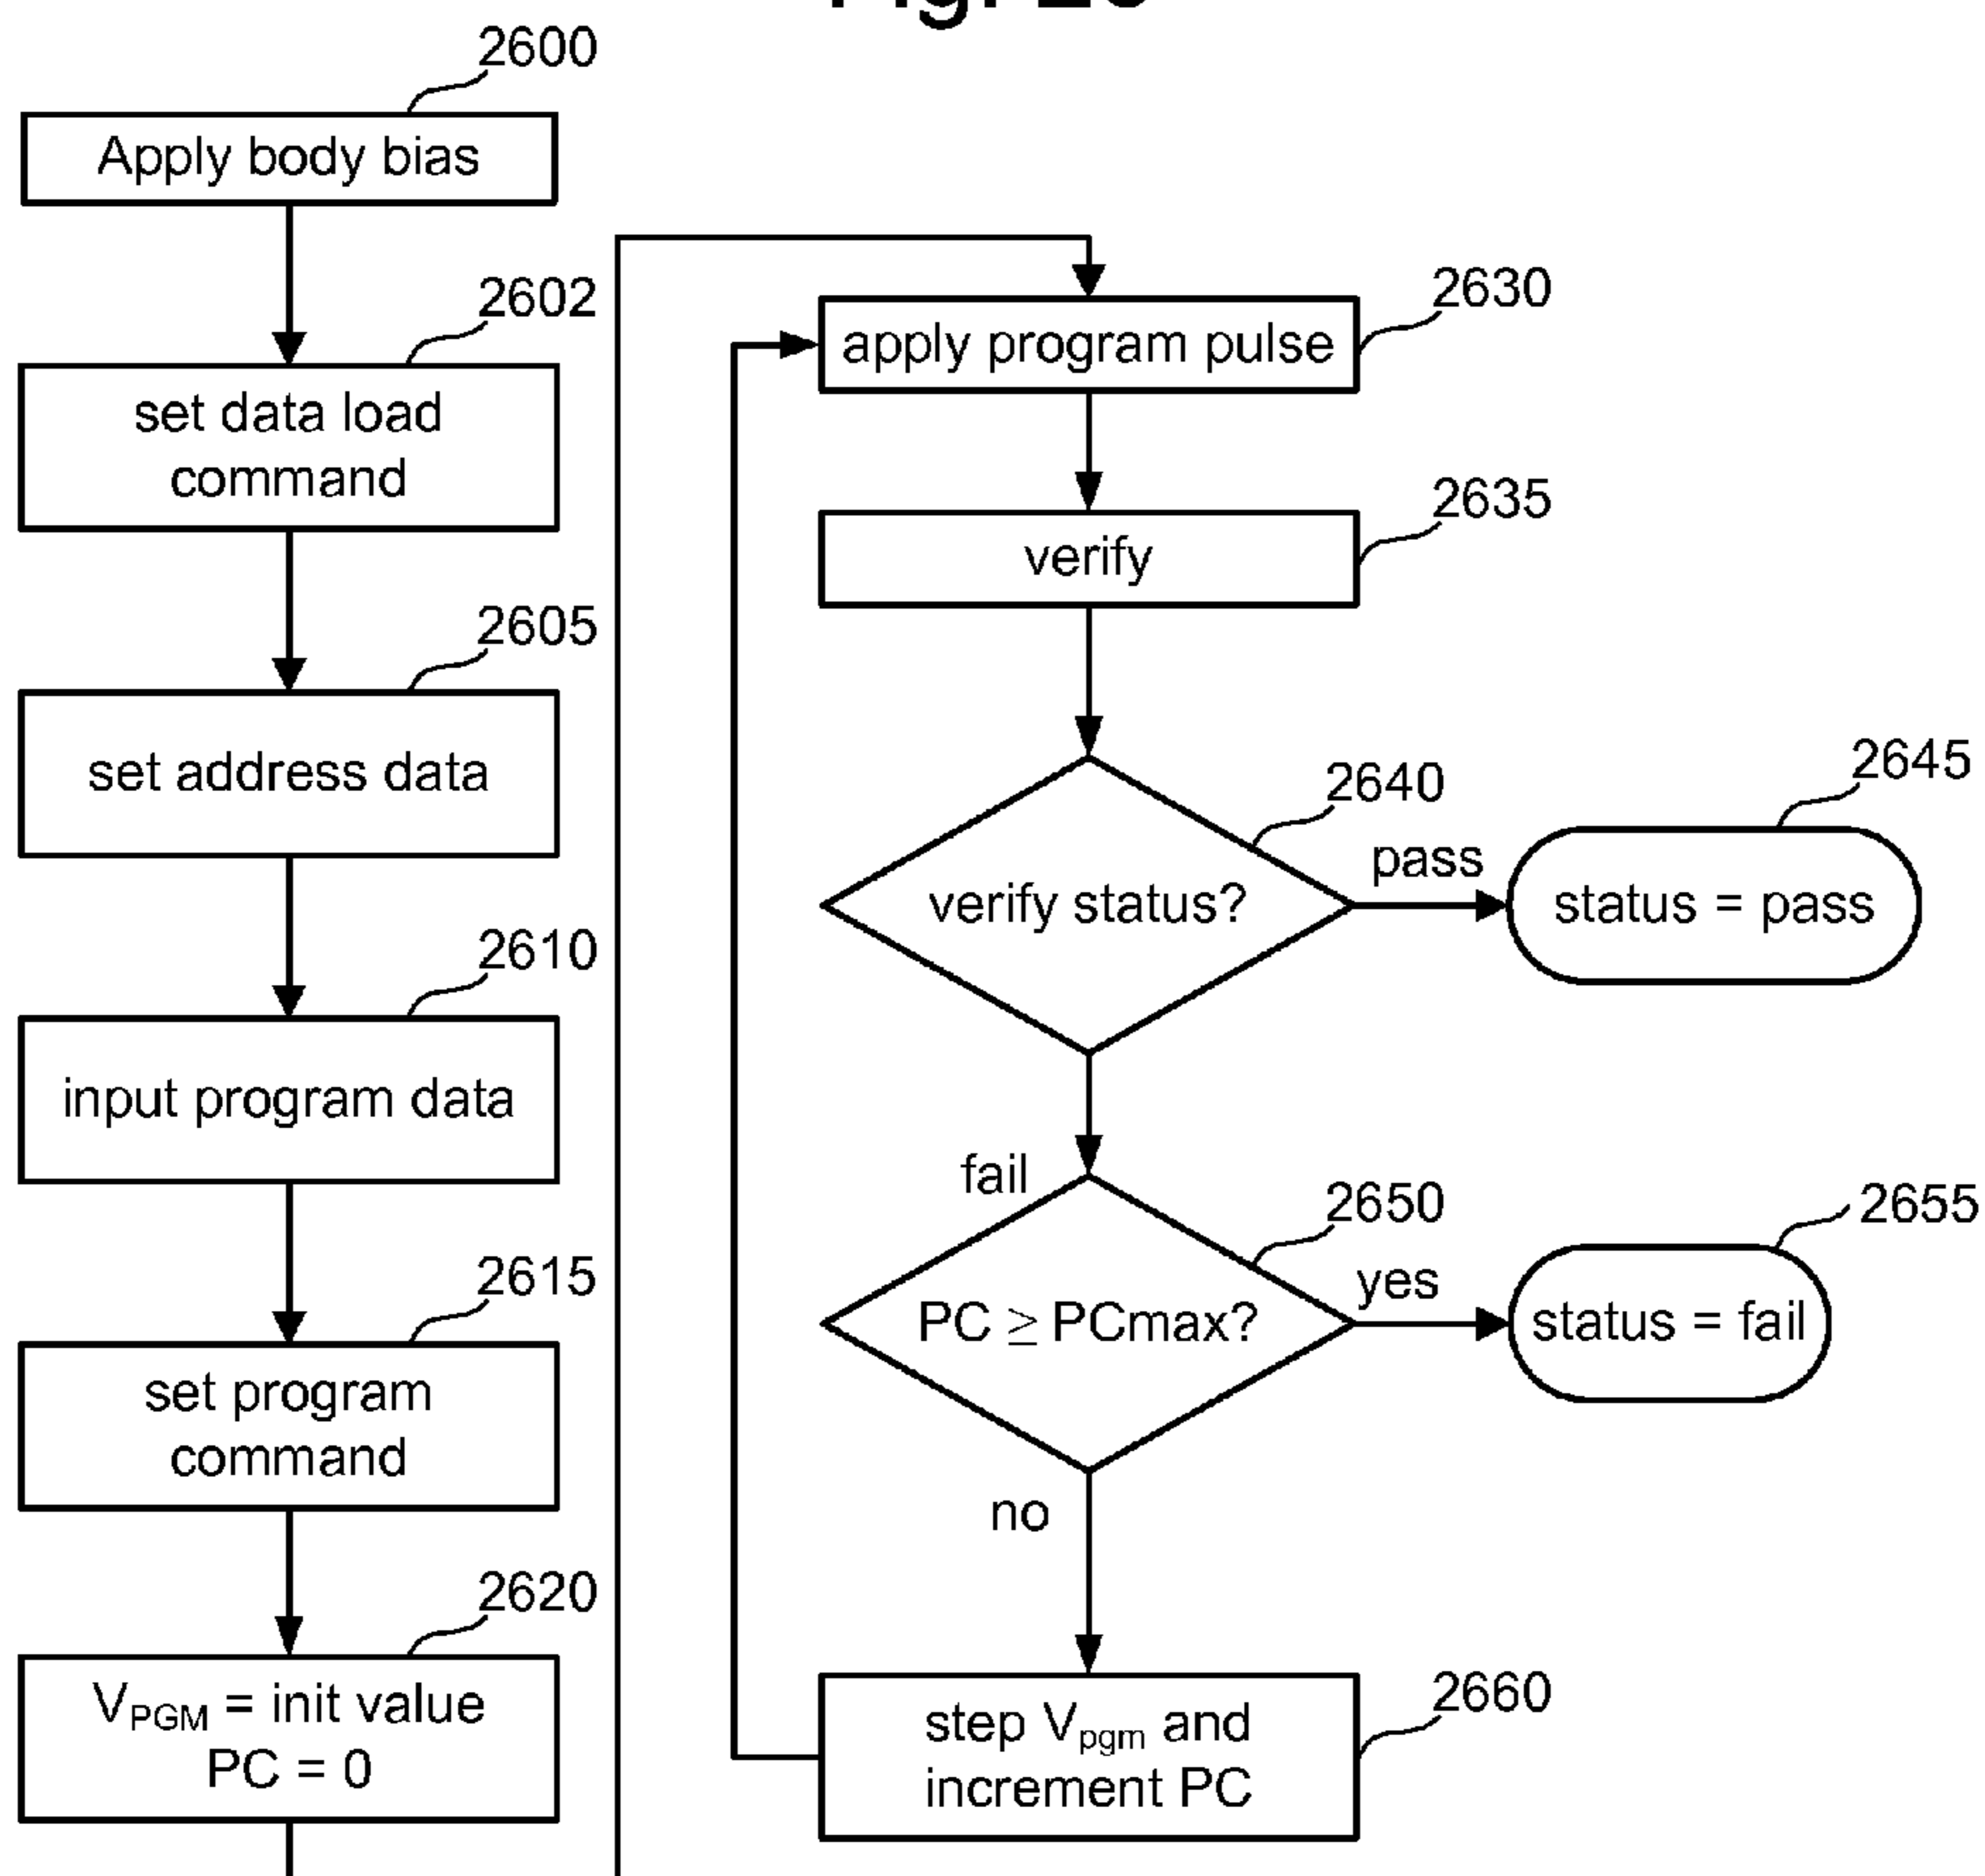 2600
Apply body bias
2602
set data load
command
2605
set address data
2610
input program data
2615
set program
command
2620
V_PGM = init value
PC = 0
2630
apply program pulse
2635
verify
2640
verify status?
pass
2645
status = pass
fail
2650
PC ≥ PCmax?
yes
2655
status = fail
no
2660
step V_pgm and
increment PC